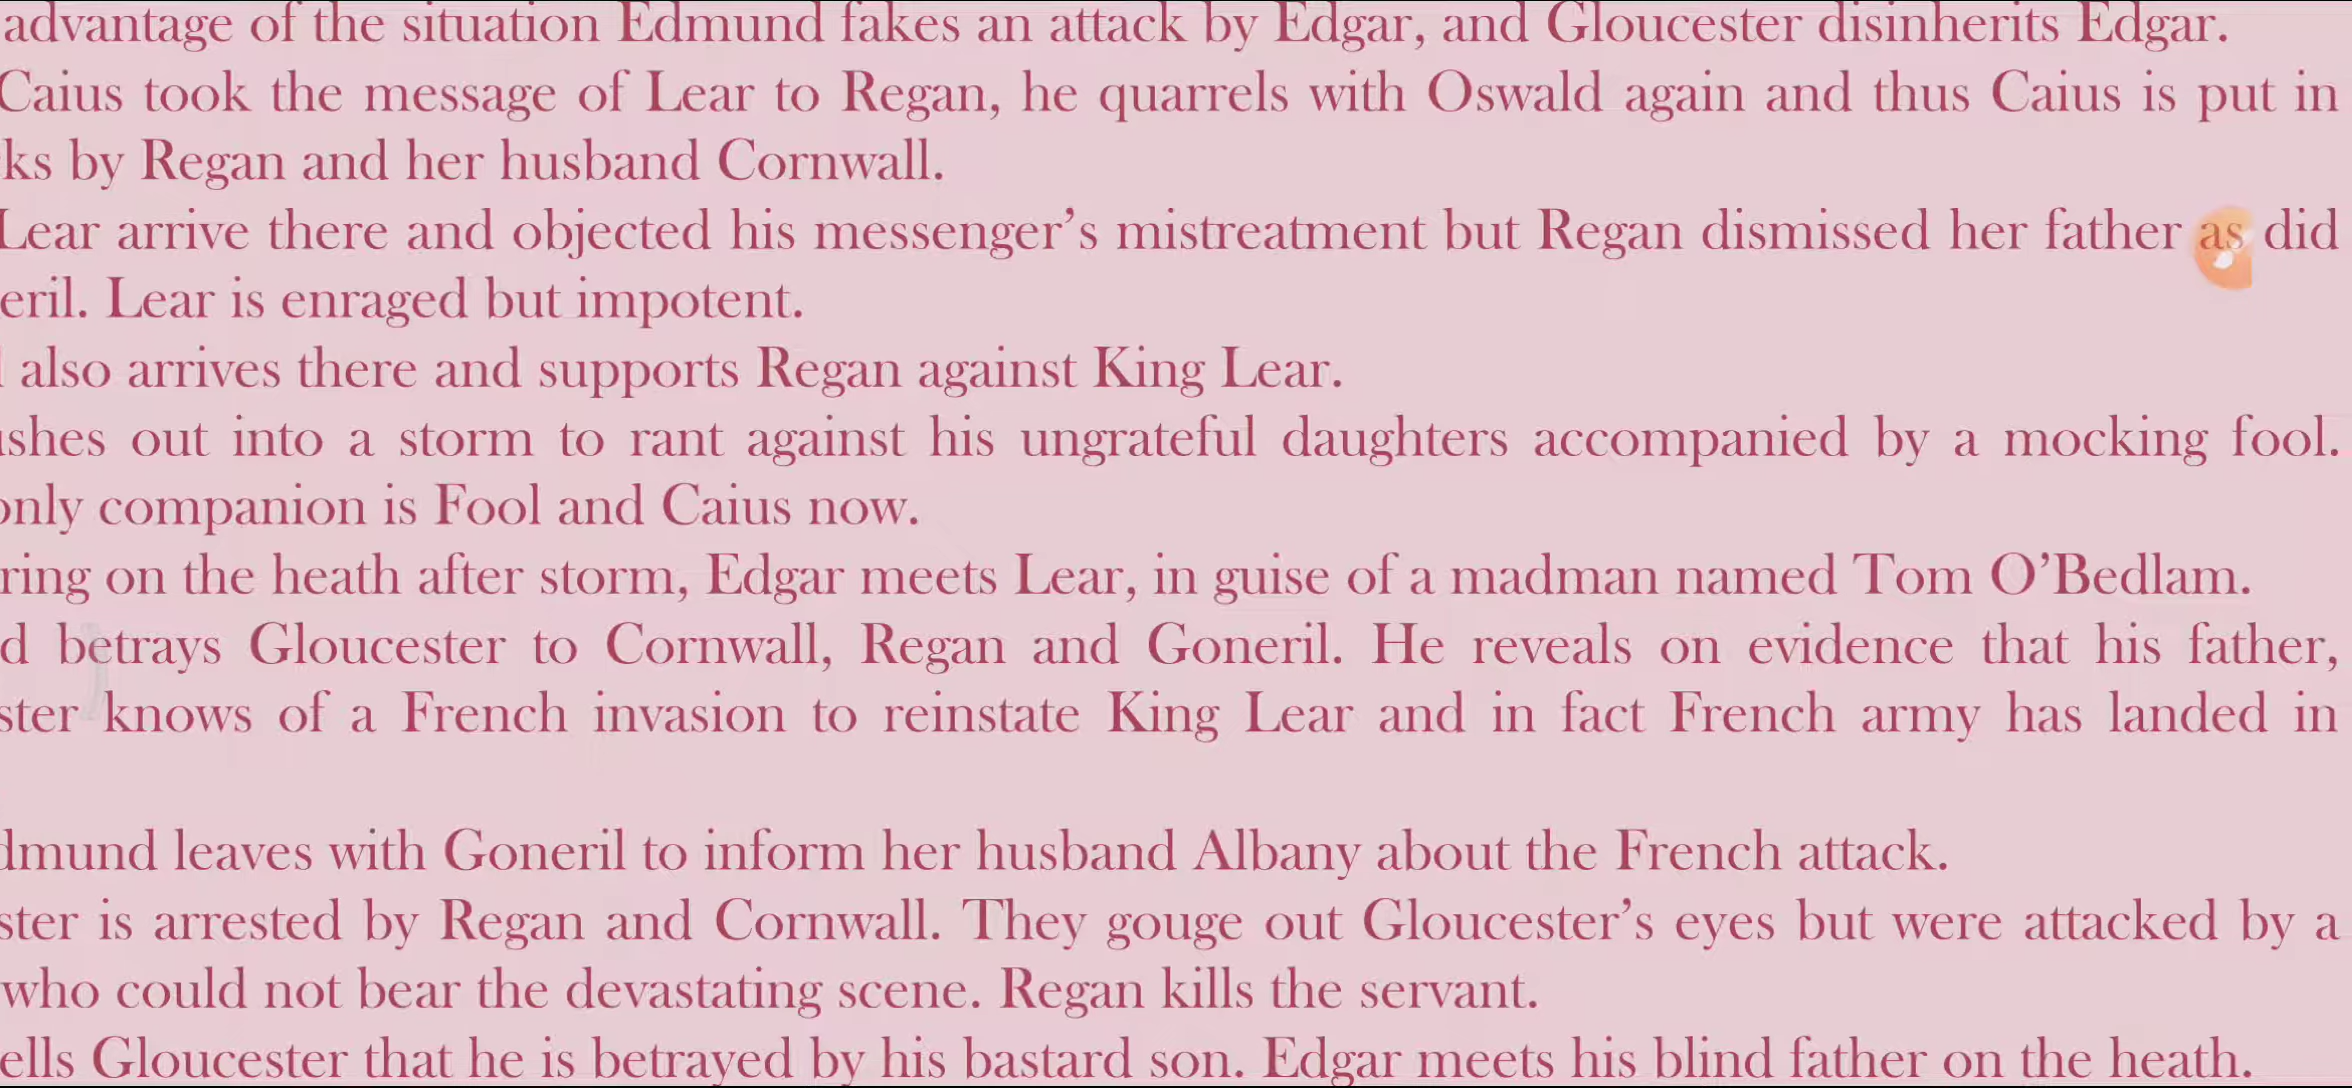 advantage of the situation Edmund fakes an attack by Edgar, and Gloucester disinherits Edgar.
Caius took the message of Lear to Regan, he quarrels with Oswald again and thus Caius is put in
ks by Regan and her husband Cornwall.
Lear arrive there and objected his messenger’s mistreatment but Regan dismissed her father as did
eril. Lear is enraged but impotent.
also arrives there and supports Regan against King Lear.
shes out into a storm to rant against his ungrateful daughters accompanied by a mocking fool.
only companion is Fool and Caius now.
ring on the heath after storm, Edgar meets Lear, in guise of a madman named Tom O’Bedlam.
d betrays Gloucester to Cornwall, Regan and Goneril. He reveals on evidence that his father,
ster knows of a French invasion to reinstate King Lear and in fact French army has landed in
dmund leaves with Goneril to inform her husband Albany about the French attack.
ster is arrested by Regan and Cornwall. They gouge out Gloucester’s eyes but were attacked by a
who could not bear the devastating scene. Regan kills the servant.
ells Gloucester that he is betrayed by his bastard son. Edgar meets his blind father on the heath.